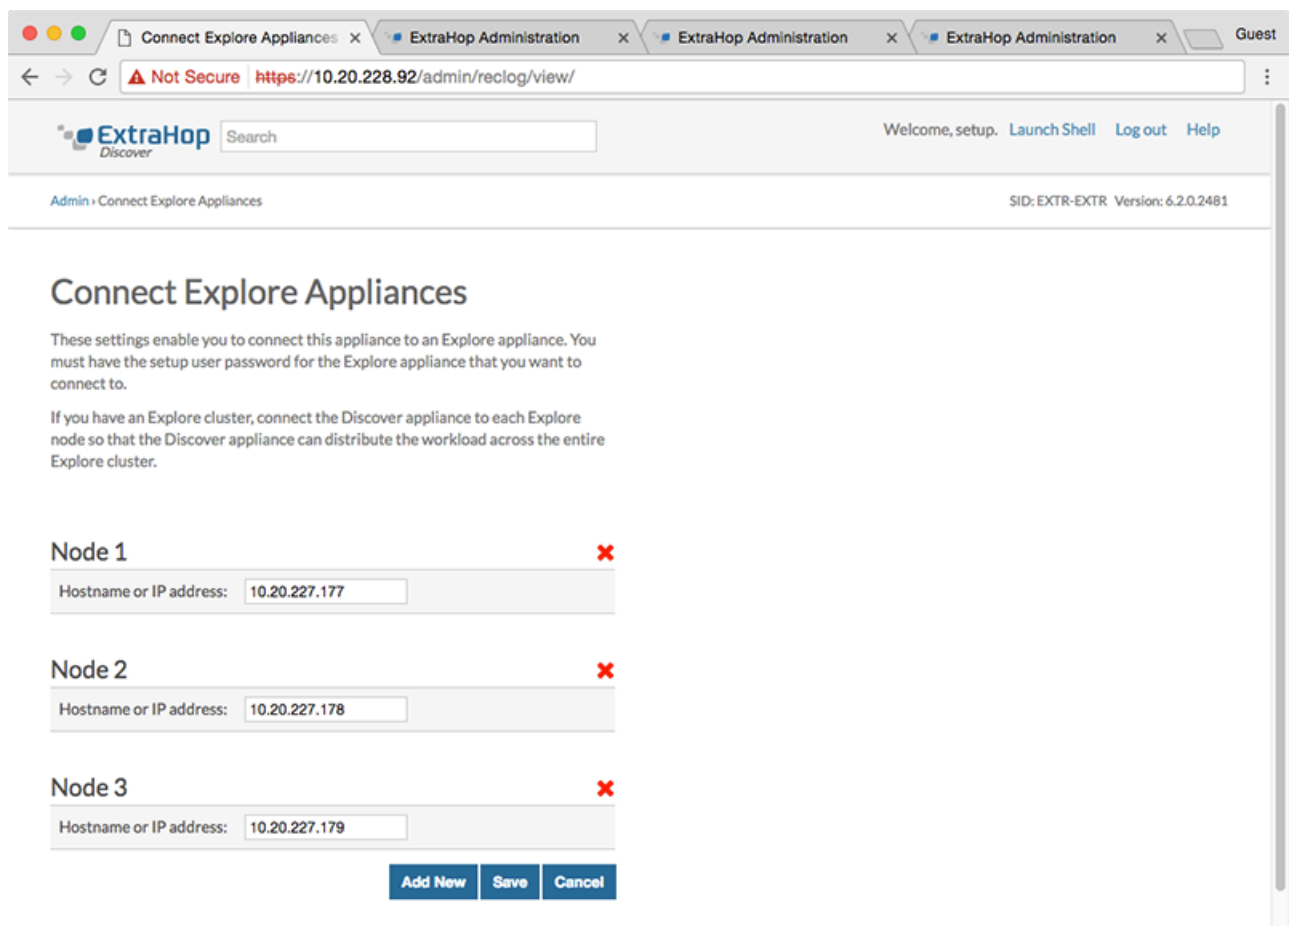 Connect Explore Appliances ExtraHop Administration ExtraHop Administration ExtraHop Administration Guest
Not Secure https://10.20.228.92/admin/reclog/view/
ExtraHop Search Welcome, setup. Launch Shell Log out Help
Discover
Admin › Connect Explore Appliances SID: EXTR-EXTR Version: 6.2.0.2481
Connect Explore Appliances
These settings enable you to connect this appliance to an Explore appliance. You
must have the setup user password for the Explore appliance that you want to
connect to.
If you have an Explore cluster, connect the Discover appliance to each Explore
node so that the Discover appliance can distribute the workload across the entire
Explore cluster.
Node 1
Hostname or IP address: 10.20.227.177
Node 2
Hostname or IP address: 10.20.227.178
Node 3
Hostname or IP address: 10.20.227.179
Add New Save Cancel